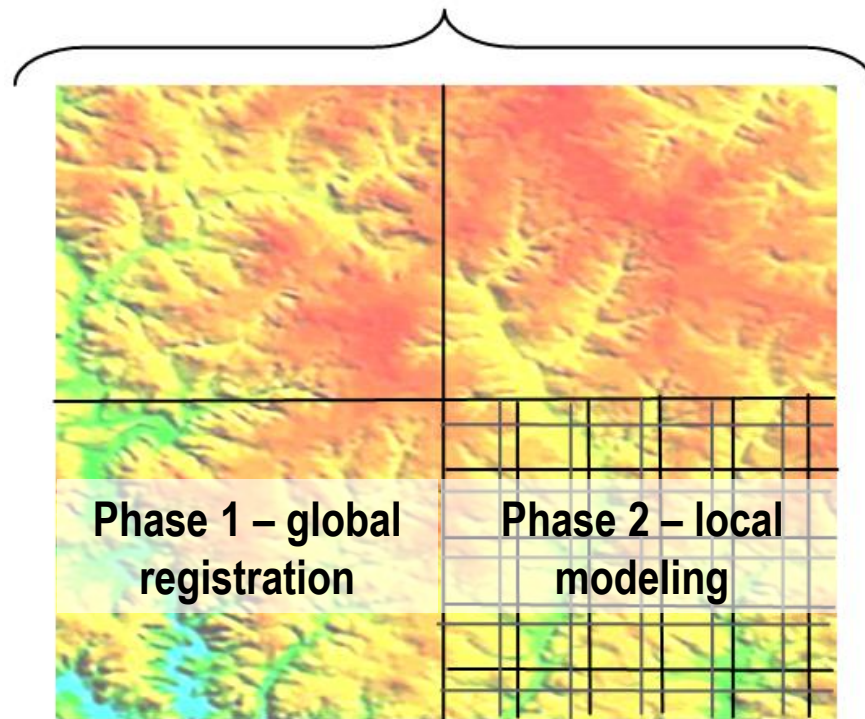 Phase 1 – global
registration
Phase 2 – local
modeling